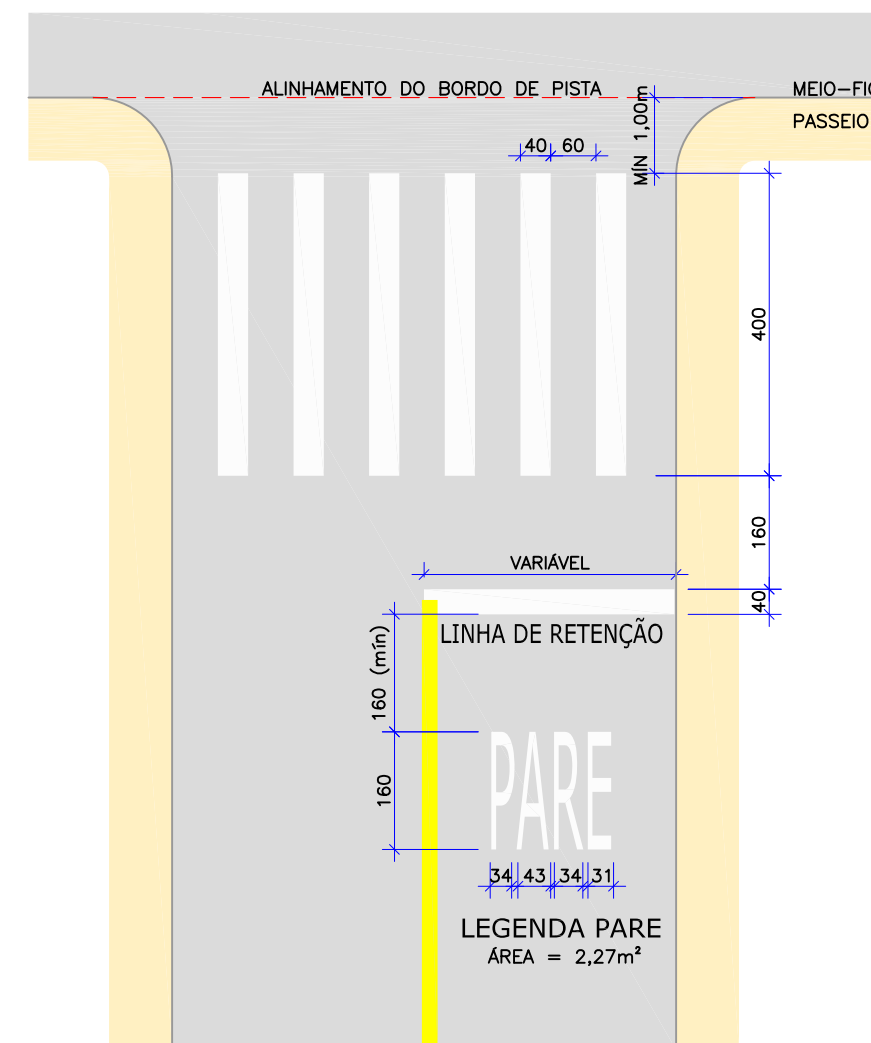 ALINHAMENTO DO BORDO DE PISTA
MEIO-FI
PASSEIO
MÍN 1,00m
40
60
400
160
VARIÁVEL
40
LINHA DE RETENÇÃO
160 (mín)
PARE
160
34
43
34
31
LEGENDA PARE
ÁREA = 2,27m²